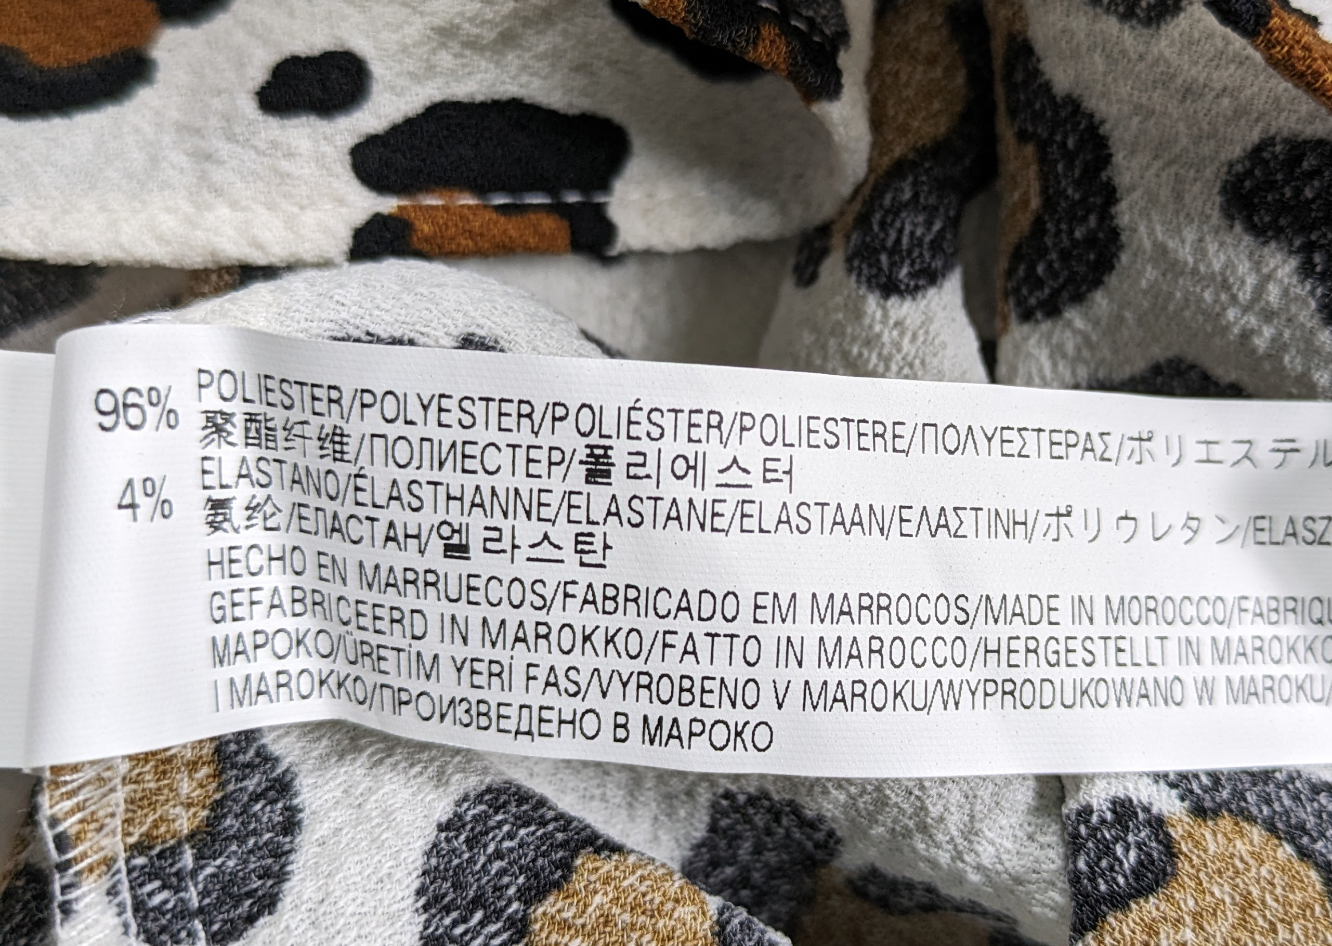 96% POLIESTER/POLYESTER/POLIÉSTER/POLIESTERE/ΠΟΛΥΕΣΤΕΡΑΣ/ポリエステル
聚酯纤维/ПОЛИЕСТЕР/폴리에스터
4% ELASTANO/ÉLASTHANNE/ELASTANE/ELASTAAN/ΕΛΑΣΤΙΝΗ/ポリウレタン/ELASZ
氨纶/ЕЛАСТАН/엘라스탄
HECHO EN MARRUECOS/FABRICADO EM MARROCOS/MADE IN MOROCCO/FABRIQU
GEFABRICEERD IN MAROKKO/FATTO IN MAROCCO/HERGESTELLT IN MAROKKO
МАРОКО/ÜRETİM YERİ FAS/VYROBENO V MAROKU/WYPRODUKOWANO W MAROKU/
I MAROKKO/ПРОИЗВЕДЕНО В МАРОКО